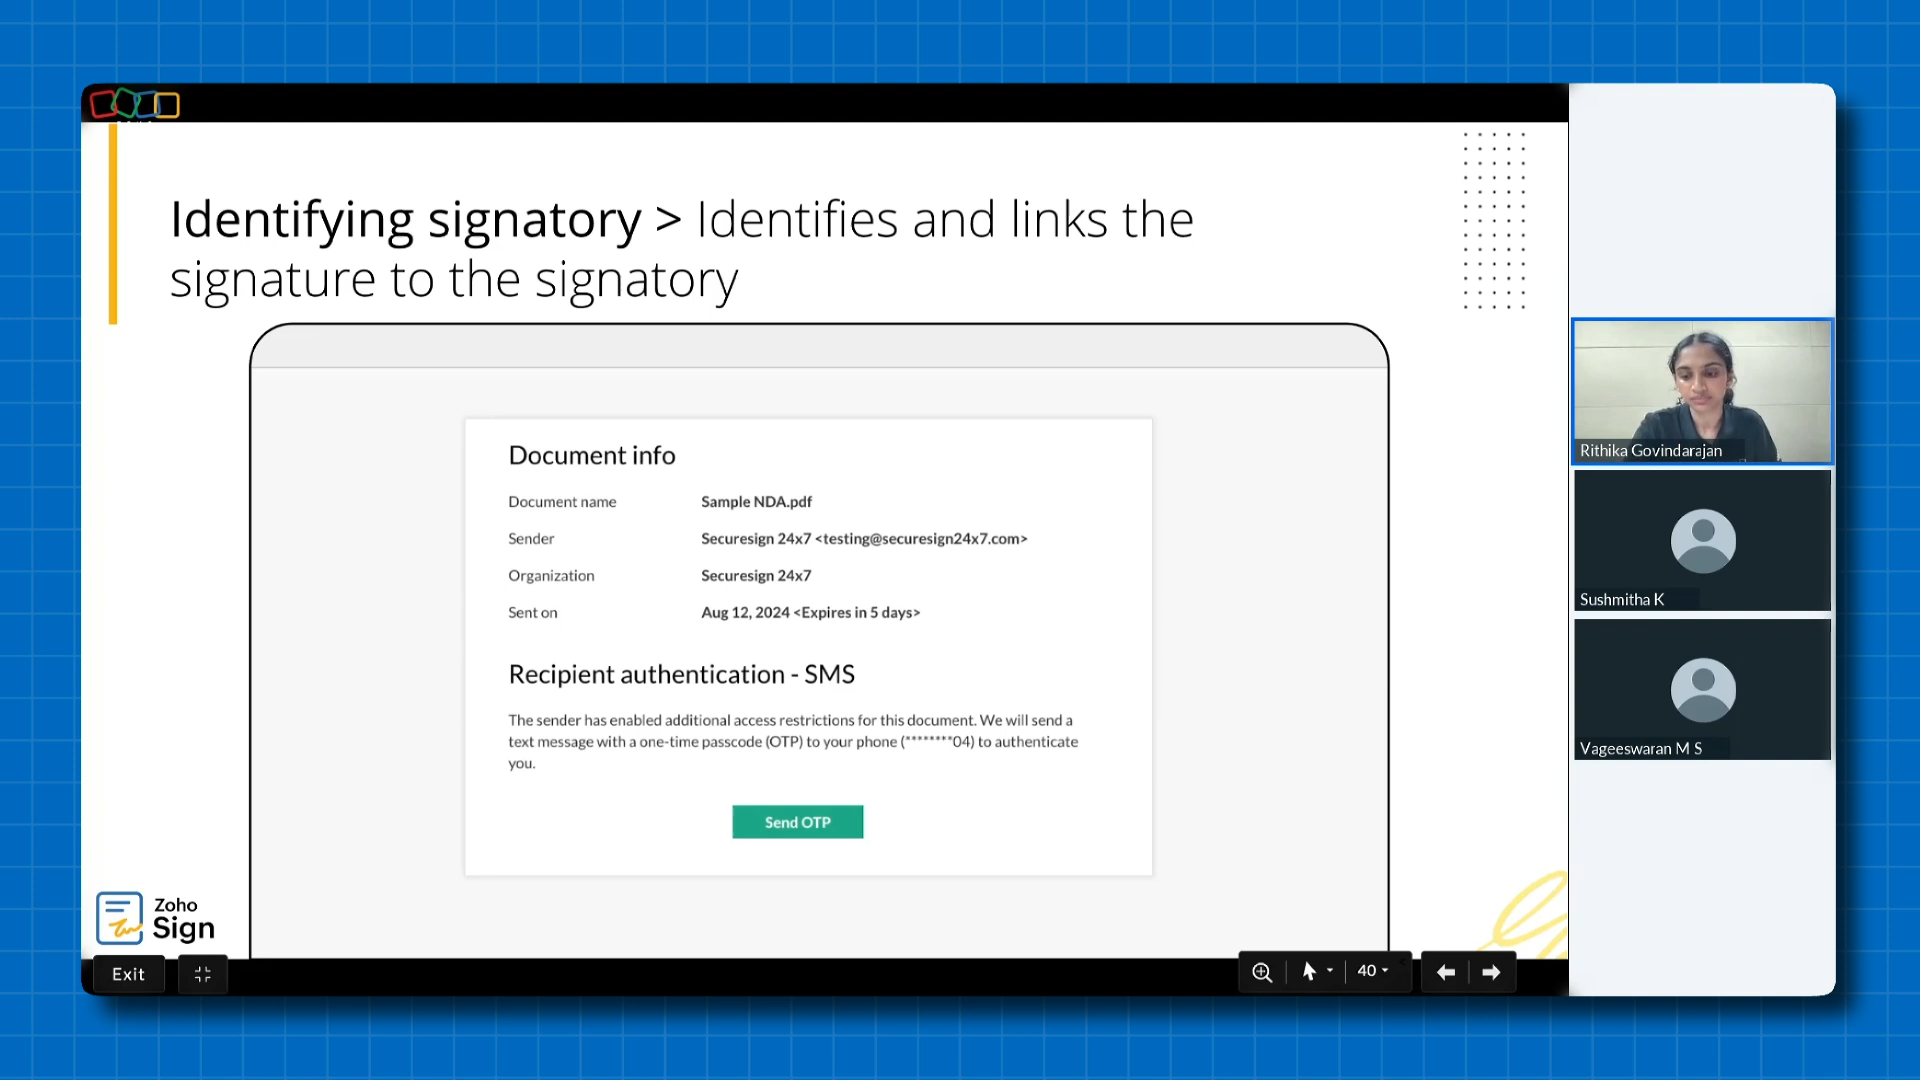 Identifying signatory > Identifies and links the
signature to the signatory
Document info
Document name Sample NDA.pdf
Sender Securesign 24x7 <testing@securesign24x7.com>
Organization Securesign 24x7
Sent on Aug 12, 2024 <Expires in 5 days>
Recipient authentication - SMS
The sender has enabled additional access restrictions for this document. We will send a
text message with a one-time passcode (OTP) to your phone (********04) to authenticate
you.
Send OTP
Zoho
Sign
Exit
40
Rithika Govindarajan
Sushmitha K
Vageeswaran M S